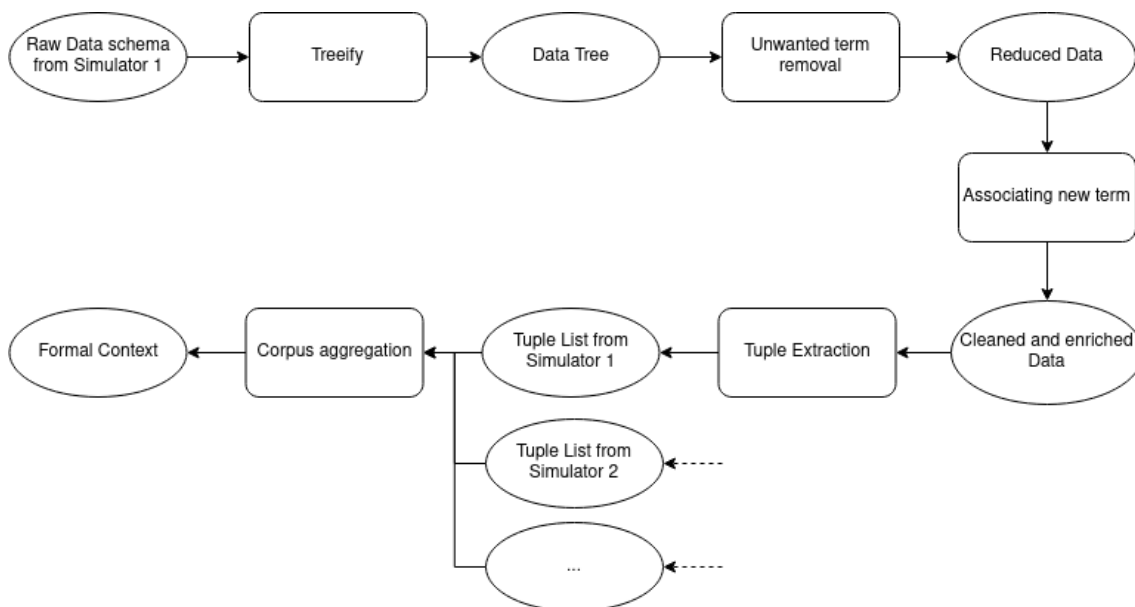 Raw Data schema
from Simulator 1
Treeify
Data Tree
Unwanted term
removal
Reduced Data
Associating new term
Formal Context
Corpus aggregation
Tuple List from
Simulator 1
Tuple Extraction
Cleaned and enriched
Data
Tuple List from
Simulator 2
...